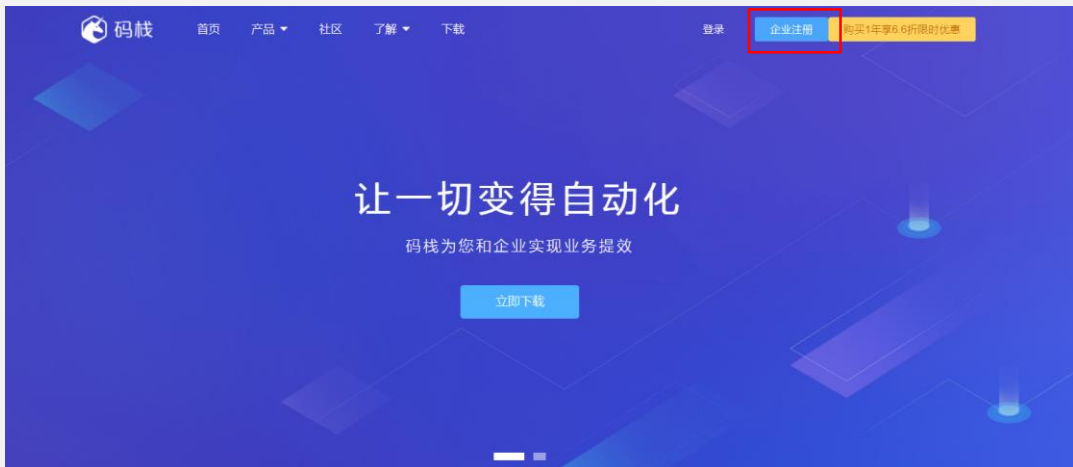 码栈 首页 产品 社区 了解 下载 登录 企业注册 购买1年享6.6折限时优惠
让一切变得自动化
码栈为您和企业实现业务提效
立即下载